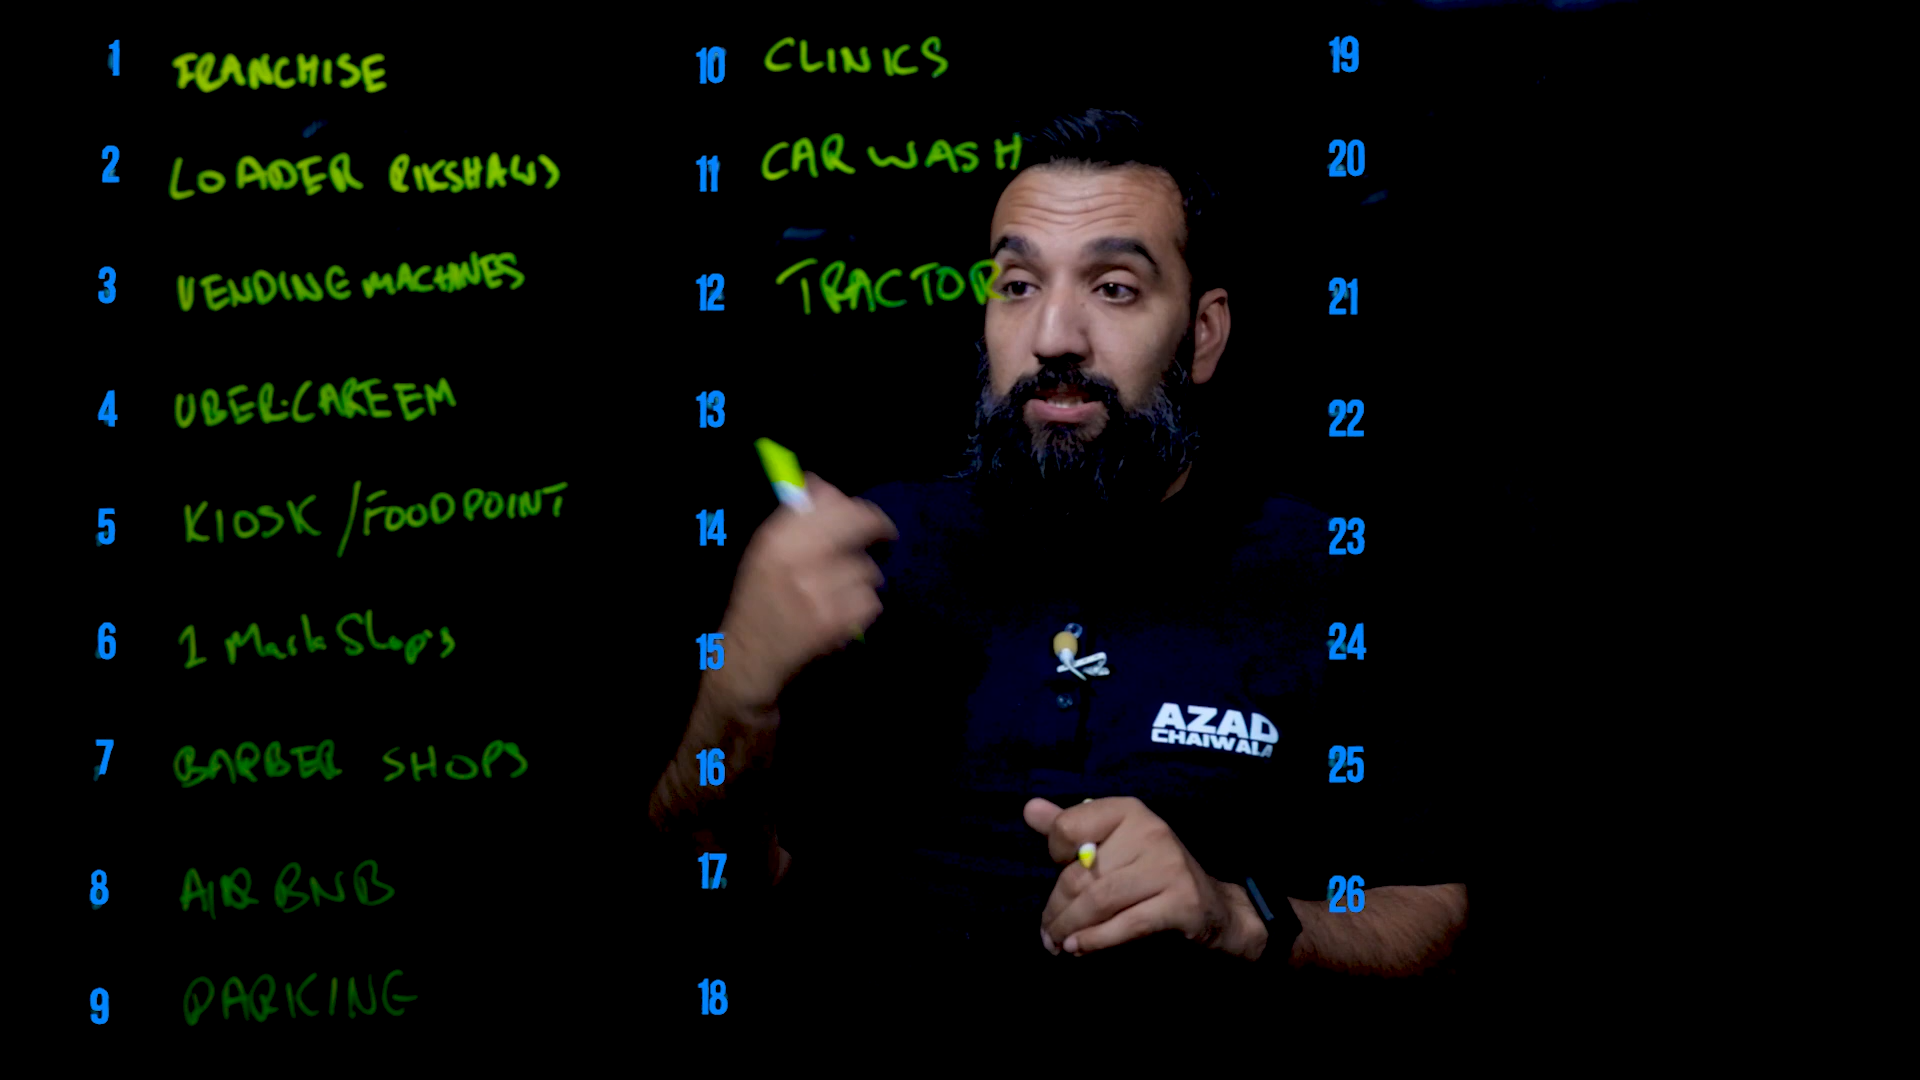 1 FRANCHISE
2 LOADER RIKSHAWS
3 VENDING MACHINES
4 UBER-CAREEM
5 KIOSK / FOOD POINT
6 1 Mark Shops
7 BARBER SHOPS
8 AIR BNB
9 PARKING
10 CLINICS
11 CAR WASH
12 TRACTOR
13
14
15
16
17
18
19
20
21
22
23
24
25
26
AZAD
CHAIWALA